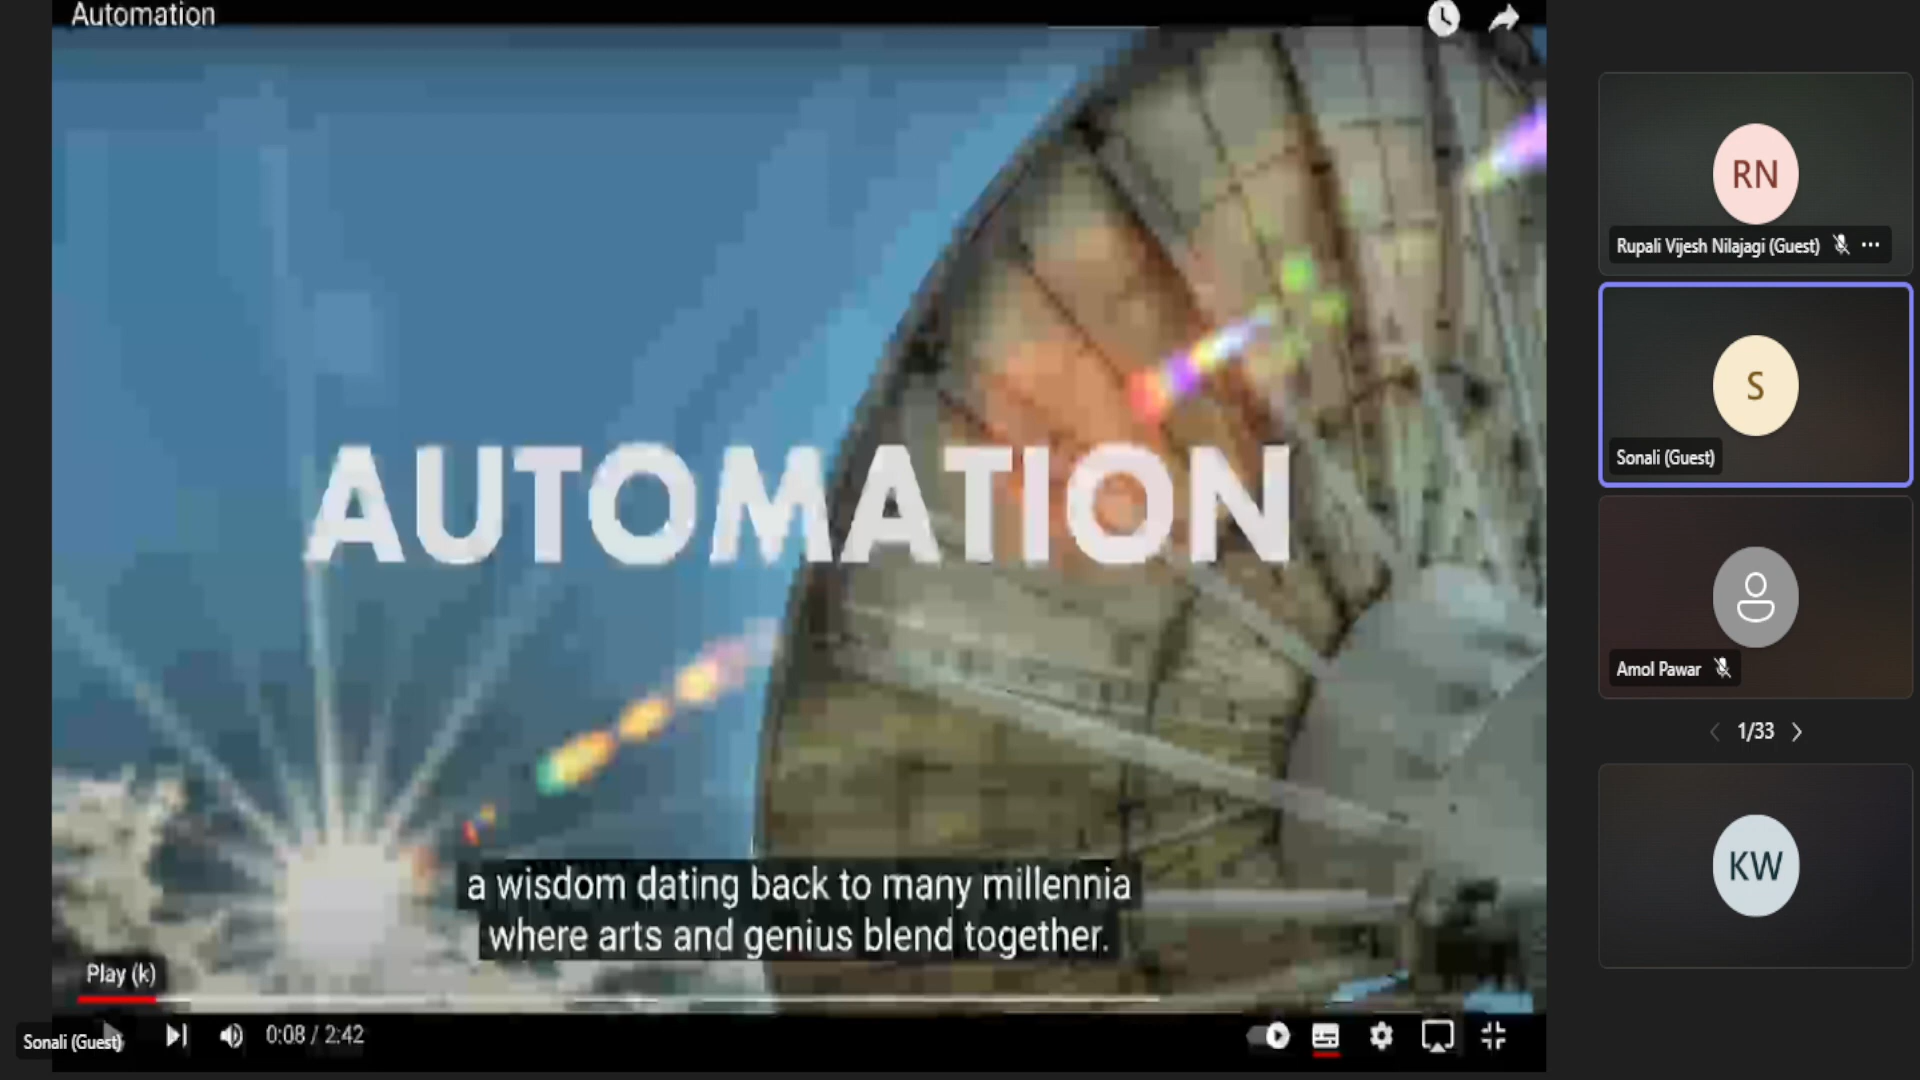 Automation
AUTOMATION
a wisdom dating back to many millennia
where arts and genius blend together.
Play (k)
0:08 / 2:42
Sonali (Guest)
RN
Rupali Vijesh Nilajagi (Guest)
S
Sonali (Guest)
Amol Pawar
1/33
KW